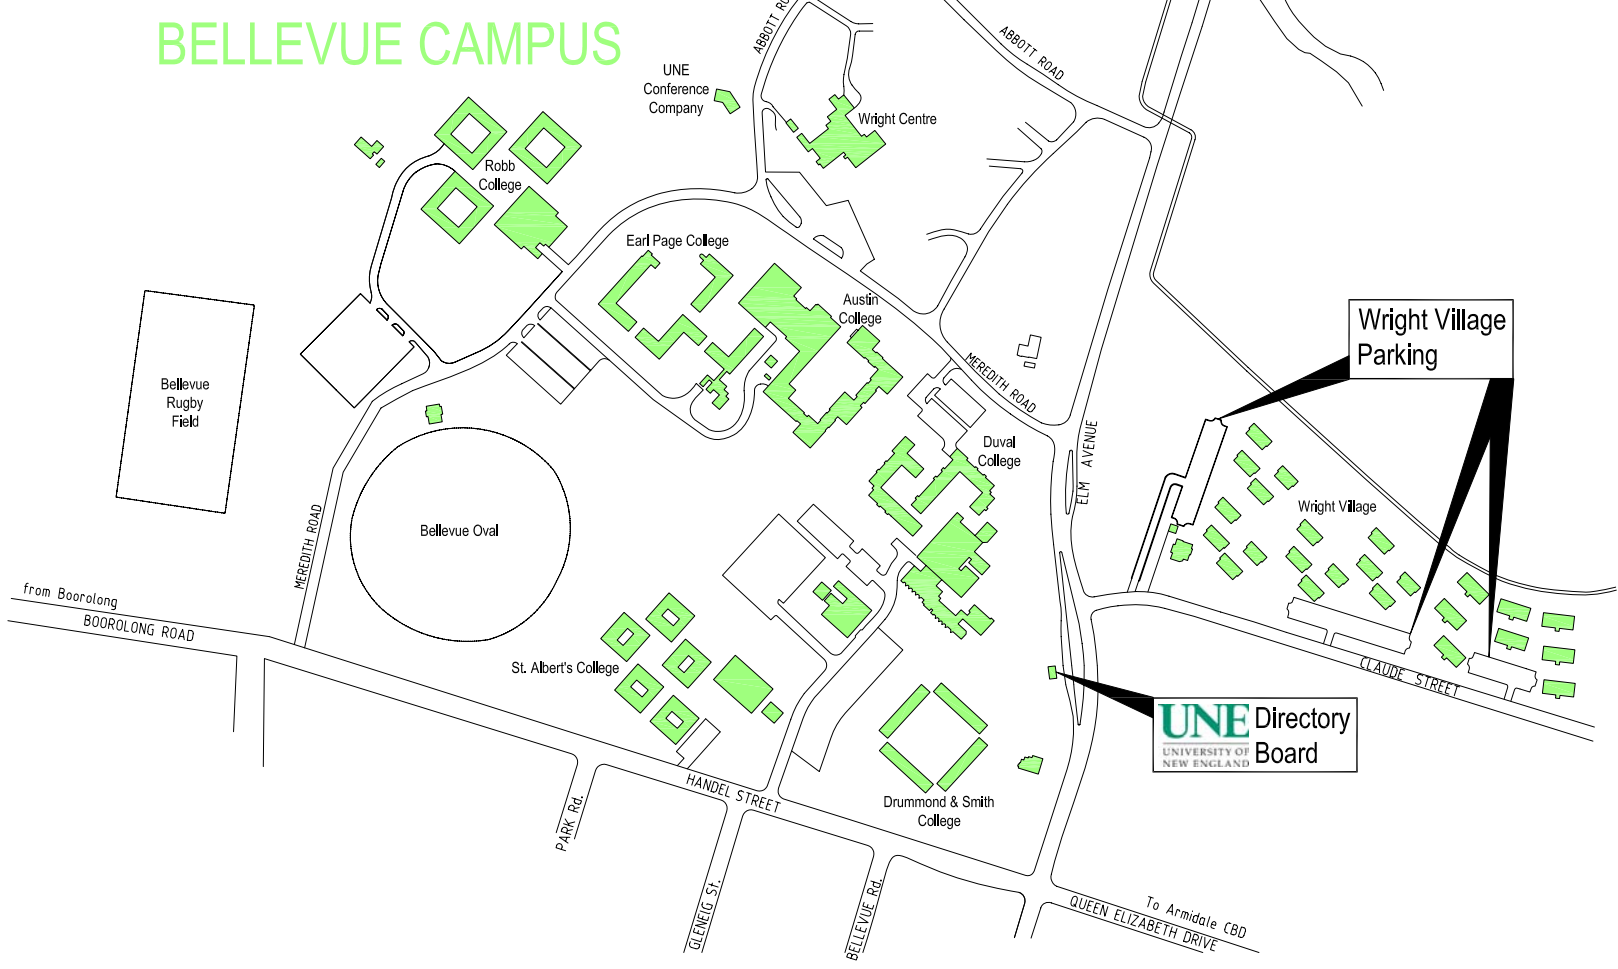 BELLEVUE CAMPUS
ABBOTT RO
ABBOTT ROAD
UNE
Conference
Company
Wright Centre
Robb
College
Earl Page College
Austin
College
Wright Village
Parking
MEREDITH ROAD
Bellevue
Rugby
Field
Duval
College
ELM AVENUE
Wright Village
Bellevue Oval
MEREDITH ROAD
from Boorolong
BOOROLONG ROAD
St. Albert's College
CLAUDE STREET
UNE
UNIVERSITY OF
NEW ENGLAND
Directory
Board
HANDEL STREET
Drummond & Smith
College
PARK Rd.
GLENEIG St.
BELLEVUE Rd.
To Armidale CBD
QUEEN ELIZABETH DRIVE